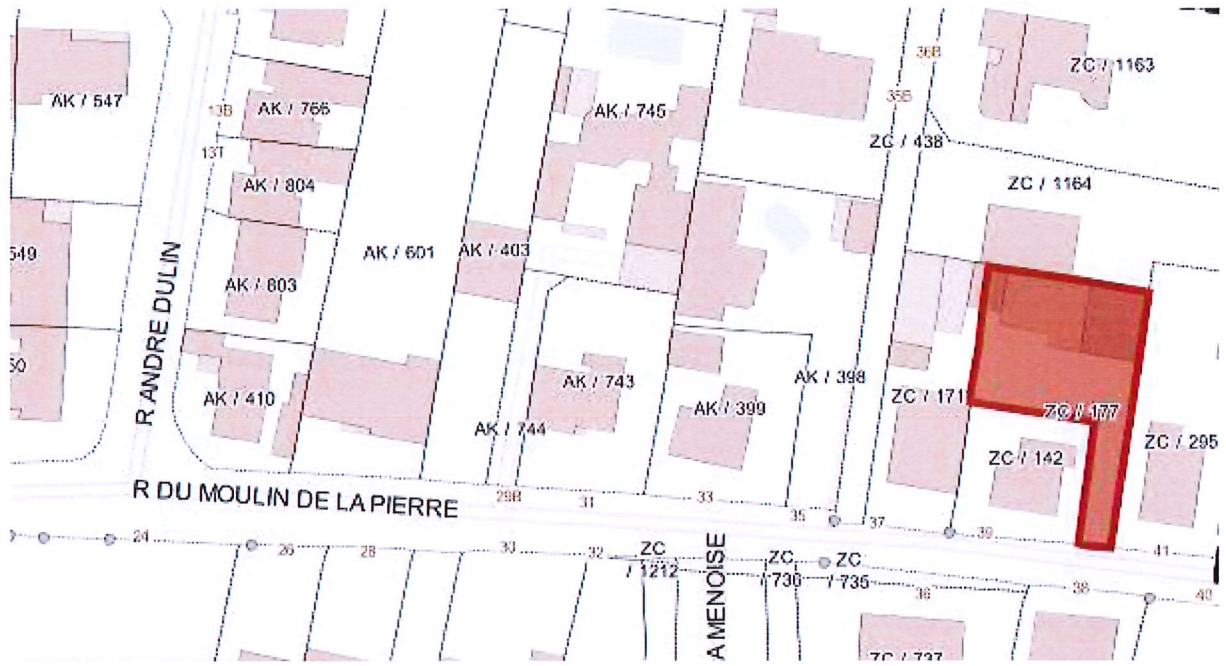 36B
ZC / 1163
AK / 547
13B
AK / 766
AK / 745
35B
13T
ZC / 438
AK / 804
ZC / 1164
549
R ANDRE DULIN
AK / 601
AK / 403
AK / 803
50
AK / 743
AK / 398
AK / 410
AK / 399
ZC / 171
ZC / 177
AK / 744
ZC / 142
ZC / 295
R DU MOULIN DE LA PIERRE
29B
31
33
35
37
39
41
24
26
28
30
32
ZC
/ 1212
A MENOISE
ZC
/ 736
ZC
/ 735
36
38
40
ZC / 737